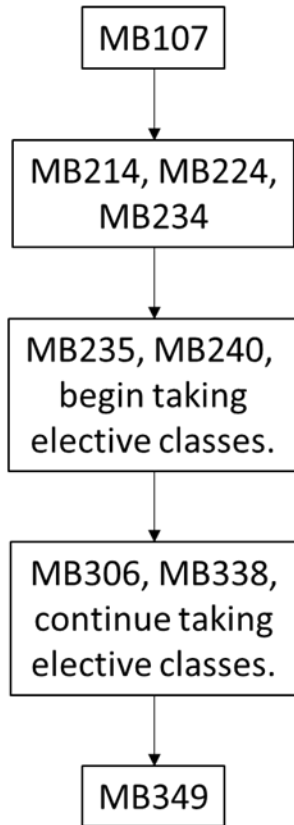 MB107
MB214, MB224,
MB234
MB235, MB240,
begin taking
elective classes.
MB306, MB338,
continue taking
elective classes.
MB349